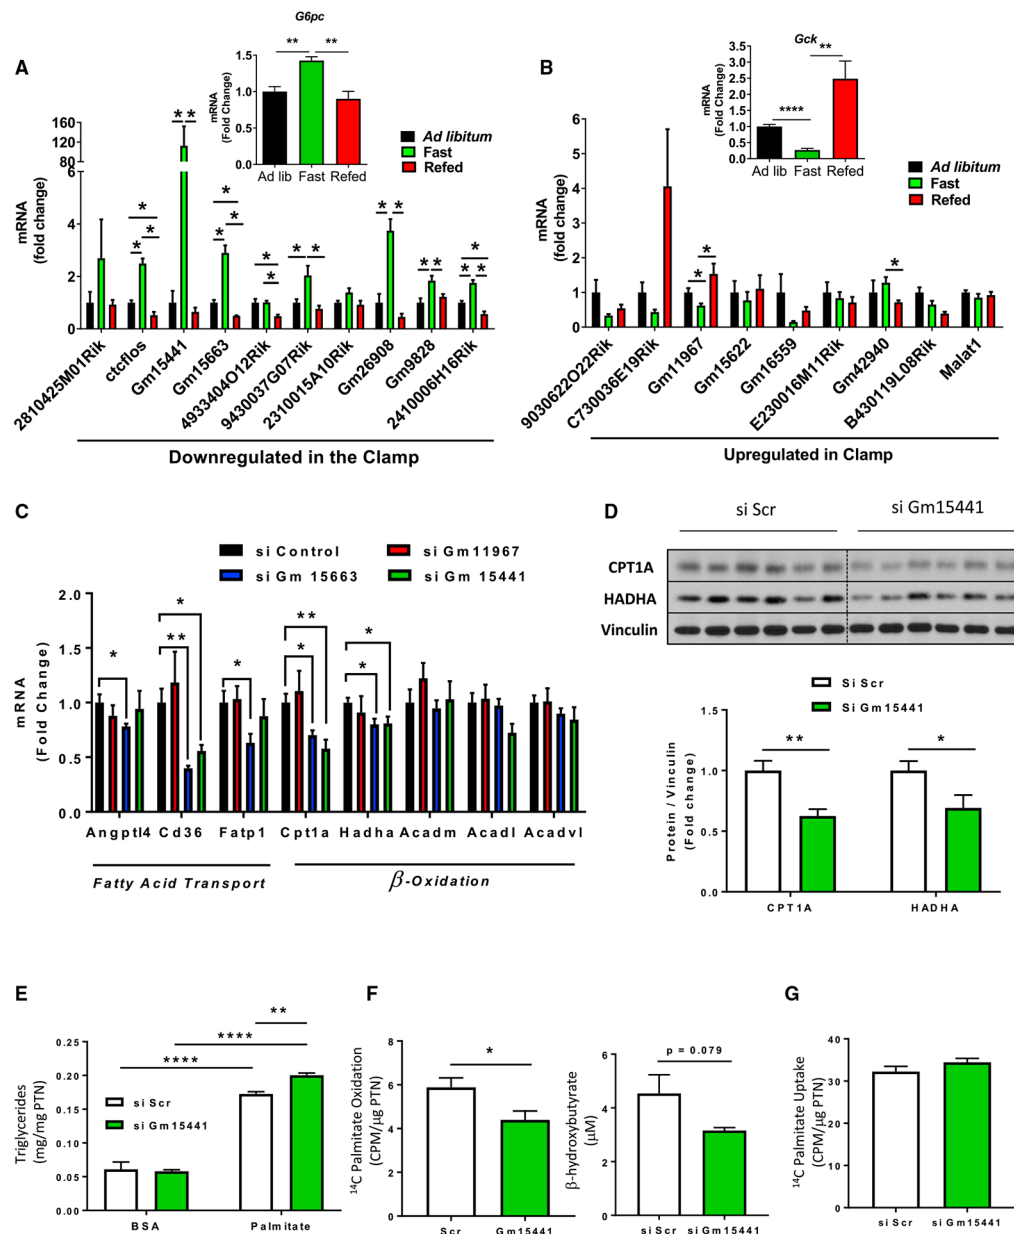 A
G6pc
** **
mRNA
(Fold Change)
1.5
1.0
0.5
0.0
Ad lib Fast Refed
Ad libitum
Fast
Refed
mRNA
(fold change)
160
120
80
6
4
2
0
* *
*
* *
* *
*
* *
*
*
* *
* *
* *
*
* *
2810425M01Rik
ctcflos
Gm15441
Gm15663
4933404O12Rik
9430037G07Rik
2310015A10Rik
Gm26908
Gm9828
2410006H16Rik
Downregulated in the Clamp
B
Gck
**
****
mRNA
(Fold Change)
3.5
3.0
2.5
2.0
1.5
1.0
0.5
0.0
Ad lib Fast Refed
Ad libitum
Fast
Refed
mRNA
(fold change)
6
4
2
0
*
*
*
9030622O22Rik
C730036E19Rik
Gm11967
Gm15622
Gm16559
E230016M11Rik
Gm42940
B430119L08Rik
Malat1
Upregulated in Clamp
C
si Control
si Gm11967
si Gm 15663
si Gm 15441
mRNA
(Fold Change)
2.0
1.5
1.0
0.5
0.0
*
*
**
*
**
*
*
*
Angptl4 Cd36 Fatp1 Cpt1a Hadha Acadm Acadl Acadvl
Fatty Acid Transport
β-Oxidation
D
si Scr
si Gm15441
CPT1A
HADHA
Vinculin
Si Scr
Si Gm15441
Protein / Vinculin
(Fold change)
1.5
1.0
0.5
0.0
**
*
CPT1A HADHA
E
Triglycerides
(mg/mg PTN)
0.25
0.20
0.15
0.10
0.05
0.00
**
****
****
si Scr
si Gm15441
BSA Palmitate
F
¹⁴C Palmitate Oxidation
(CPM/µg PTN)
8
6
4
2
0
*
Scr Gm15441
β-hydroxybutyrate
(µM)
6
4
2
0
p = 0.079
si Scr si Gm15441
G
¹⁴C Palmitate Uptake
(CPM/µg PTN)
40
30
20
10
0
si Scr si Gm15441